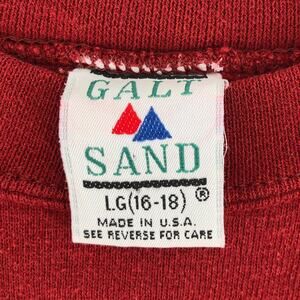 GALT
SAND
LG(16-18) ®
MADE IN U.S.A.
SEE REVERSE FOR CARE